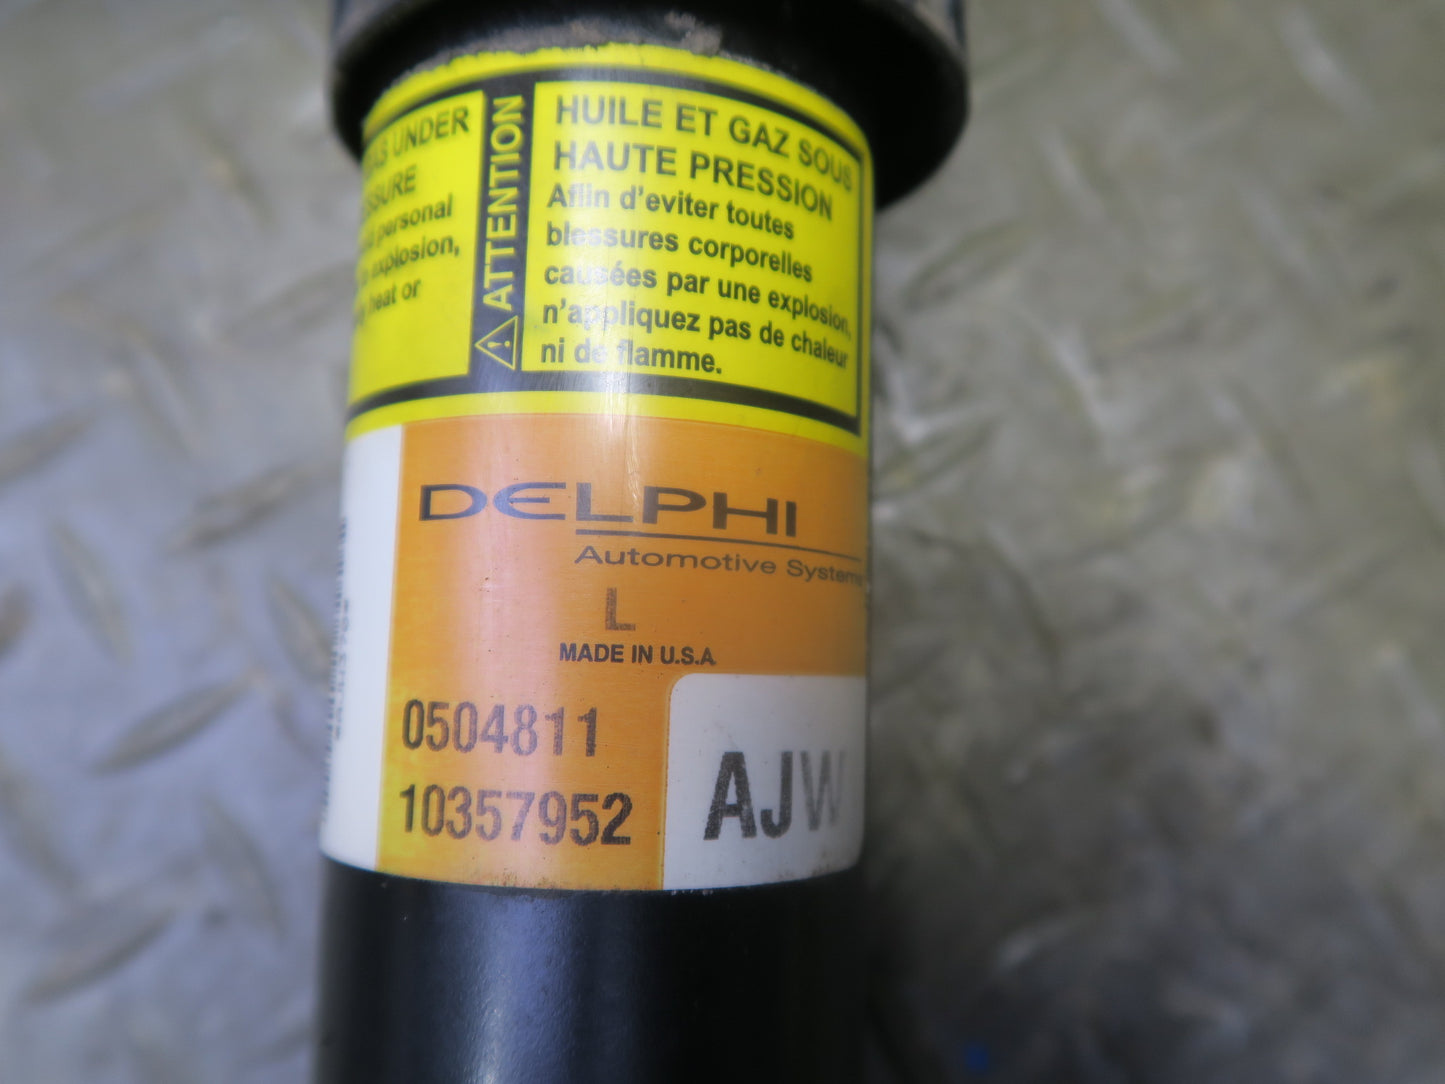 UNDER
personal
explosion,
heat or
ATTENTION
HUILE ET GAZ SOUS
HAUTE PRESSION
Afin d'eviter toutes
blessures corporelles
causées par une explosion,
n'appliquez pas de chaleur
ni de flamme.
DELPHI
Automotive Systems
L
MADE IN U.S.A
0504811
10357952
AJW